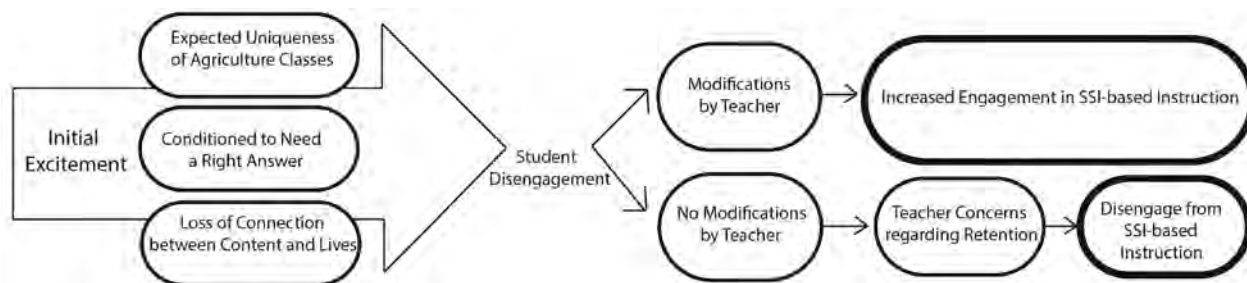 Expected Uniqueness
of Agriculture Classes
Initial
Excitement
Conditioned to Need
a Right Answer
Loss of Connection
between Content and Lives
Student
Disengagement
Modifications
by Teacher
Increased Engagement in SSI-based Instruction
No Modifications
by Teacher
Teacher Concerns
regarding Retention
Disengage from
SSI-based
Instruction